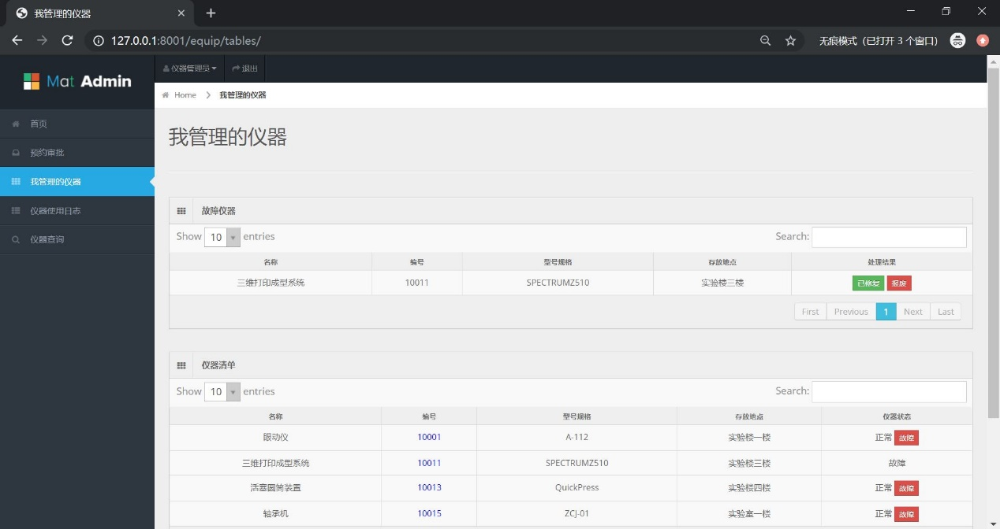 我管理的仪器
127.0.0.1:8001/equip/tables/
无痕模式（已打开 3 个窗口）
Mat Admin
仪器管理员 退出
Home 我管理的仪器
首页
预约审批
我管理的仪器
仪器使用日志
仪器查询
我管理的仪器
故障仪器
Show 10 entries Search:
名称 编号 型号规格 存放地点 处理结果
三维打印成型系统 10011 SPECTRUMZ510 实验楼三楼 已修复 报废
First Previous 1 Next Last
仪器清单
Show 10 entries Search:
名称 编号 型号规格 存放地点 仪器状态
眼动仪 10001 A-112 实验楼一楼 正常 故障
三维打印成型系统 10011 SPECTRUMZ510 实验楼三楼 故障
活塞圆筒装置 10013 QuickPress 实验楼四楼 正常 故障
轴承机 10015 ZCJ-01 实验室一楼 正常 故障